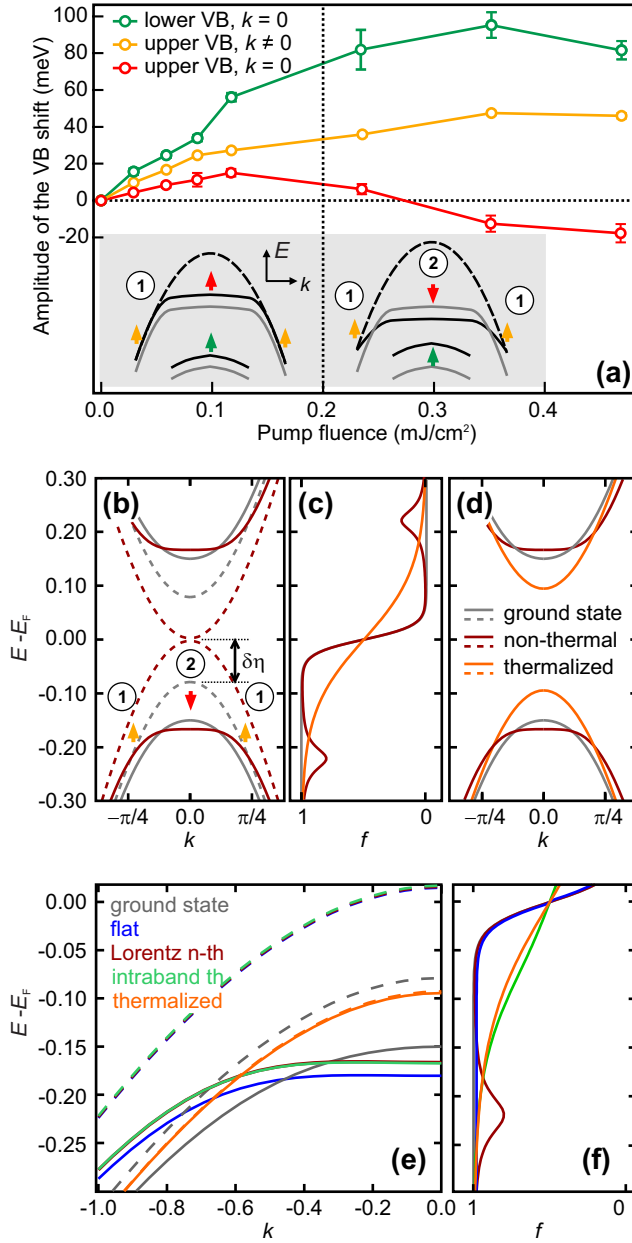 lower VB, k = 0
upper VB, k ≠ 0
upper VB, k = 0
Amplitude of the VB shift (meV)
100
80
60
40
20
0
-20
E
k
1
1
2
1
(a)
0.0 0.1 0.2 0.3 0.4
Pump fluence (mJ/cm²)
(b) (c) (d)
E -E_F
0.30
0.20
0.10
0.00
-0.10
-0.20
-0.30
δη
2
1 1
ground state
non-thermal
thermalized
−π/4 0.0 π/4
k
1 0
f
−π/4 0.0 π/4
k
E -E_F
0.00
-0.05
-0.10
-0.15
-0.20
-0.25
ground state
flat
Lorentz n-th
intraband th
thermalized
(e) (f)
-1.0 -0.8 -0.6 -0.4 -0.2 0.0
k
1 0
f